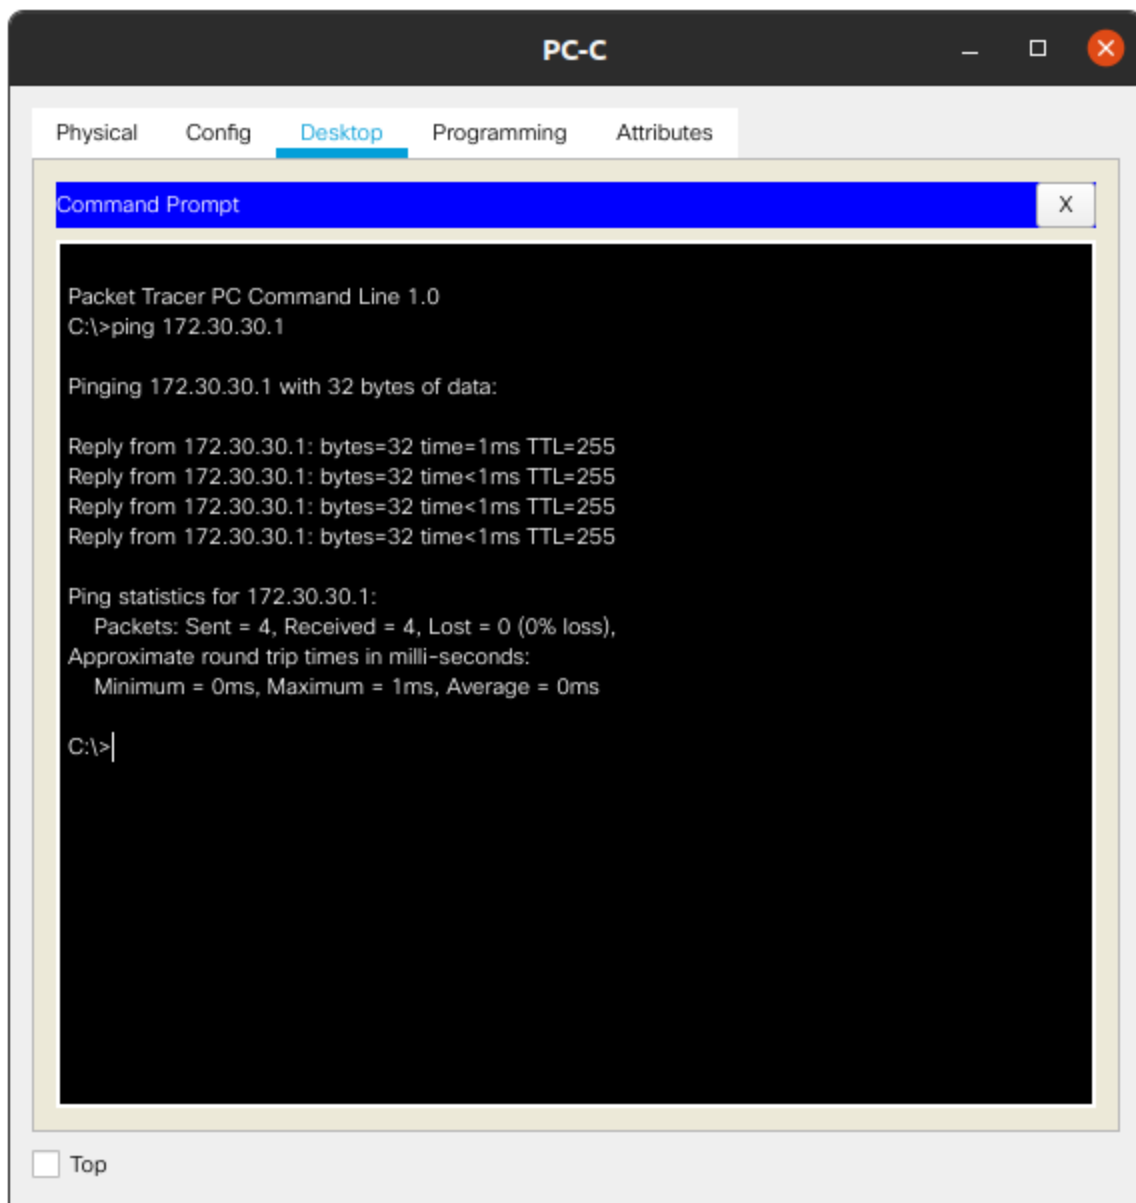 PC-C
Physical Config Desktop Programming Attributes
Command Prompt X
Packet Tracer PC Command Line 1.0
C:\>ping 172.30.30.1
Pinging 172.30.30.1 with 32 bytes of data:
Reply from 172.30.30.1: bytes=32 time=1ms TTL=255
Reply from 172.30.30.1: bytes=32 time<1ms TTL=255
Reply from 172.30.30.1: bytes=32 time<1ms TTL=255
Reply from 172.30.30.1: bytes=32 time<1ms TTL=255
Ping statistics for 172.30.30.1:
Packets: Sent = 4, Received = 4, Lost = 0 (0% loss),
Approximate round trip times in milli-seconds:
Minimum = 0ms, Maximum = 1ms, Average = 0ms
C:\>
Top